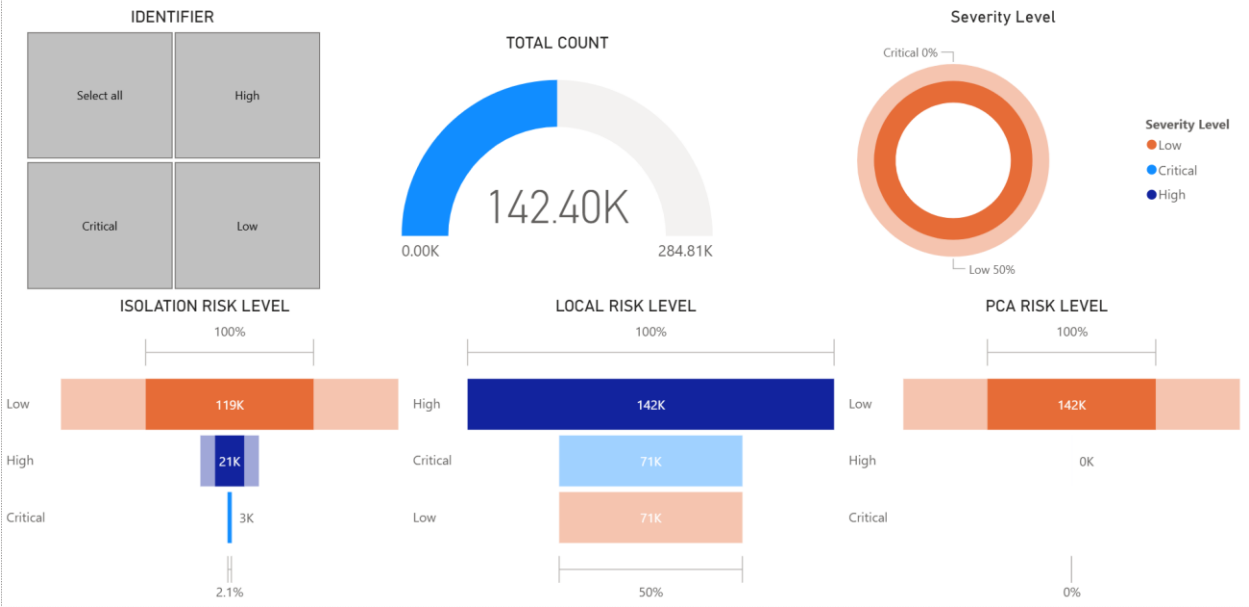 IDENTIFIER
Select all
High
Critical
Low
TOTAL COUNT
142.40K
0.00K
284.81K
Severity Level
Critical 0%
Low 50%
Severity Level
Low
Critical
High
ISOLATION RISK LEVEL
100%
Low
119K
High
21K
Critical
3K
2.1%
LOCAL RISK LEVEL
100%
High
142K
Critical
71K
Low
71K
50%
PCA RISK LEVEL
100%
Low
142K
High
0K
Critical
0%